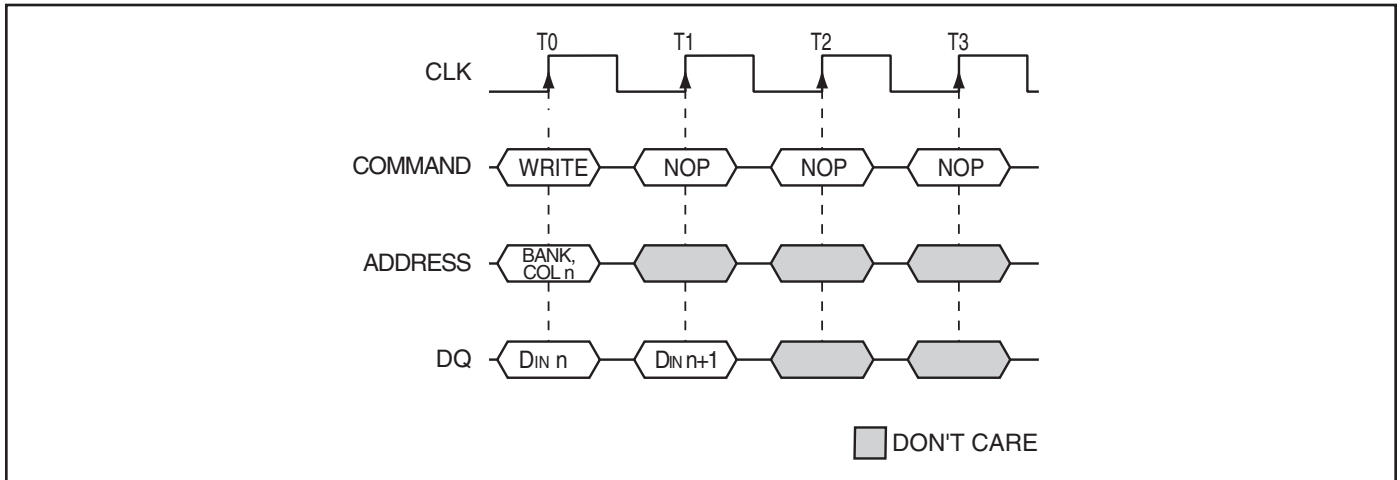 T0 T1 T2 T3
CLK
COMMAND WRITE NOP NOP NOP
ADDRESS BANK,
COL n
DQ DIN n DIN n+1
DON'T CARE